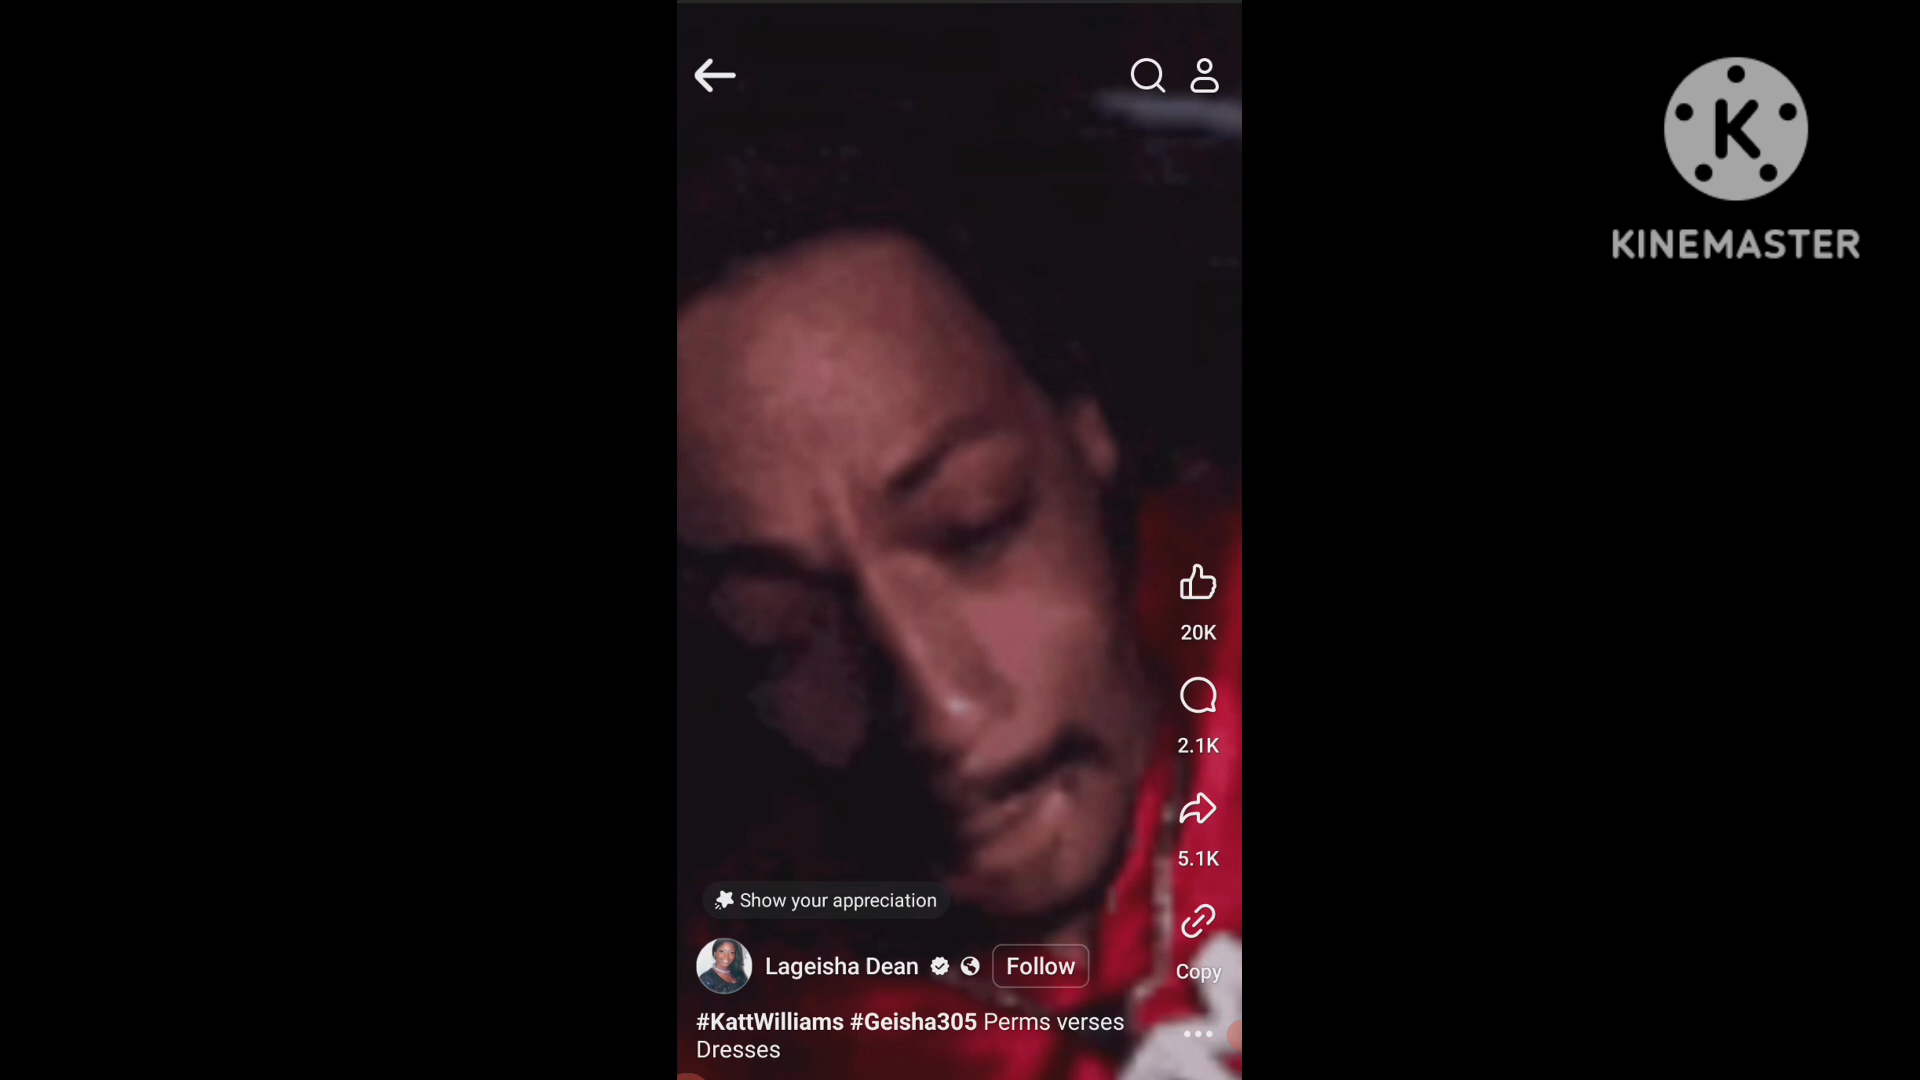 K
KINEMASTER
20K
2.1K
5.1K
Show your appreciation
Lageisha Dean Follow
Copy
#KattWilliams #Geisha305 Perms verses
Dresses